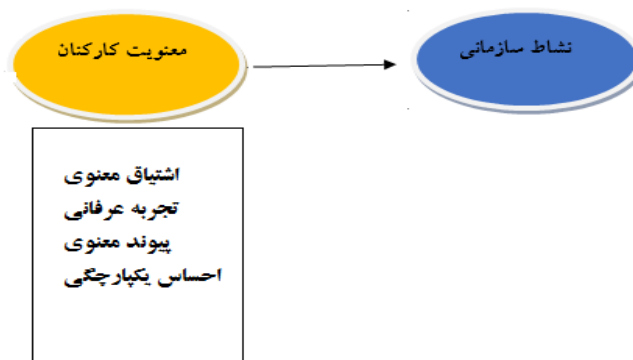 معنویت کارکنان
نشاط سازمانی
اشتیاق معنوی
تجربه عرفانی
پیوند معنوی
احساس یکپارچگی